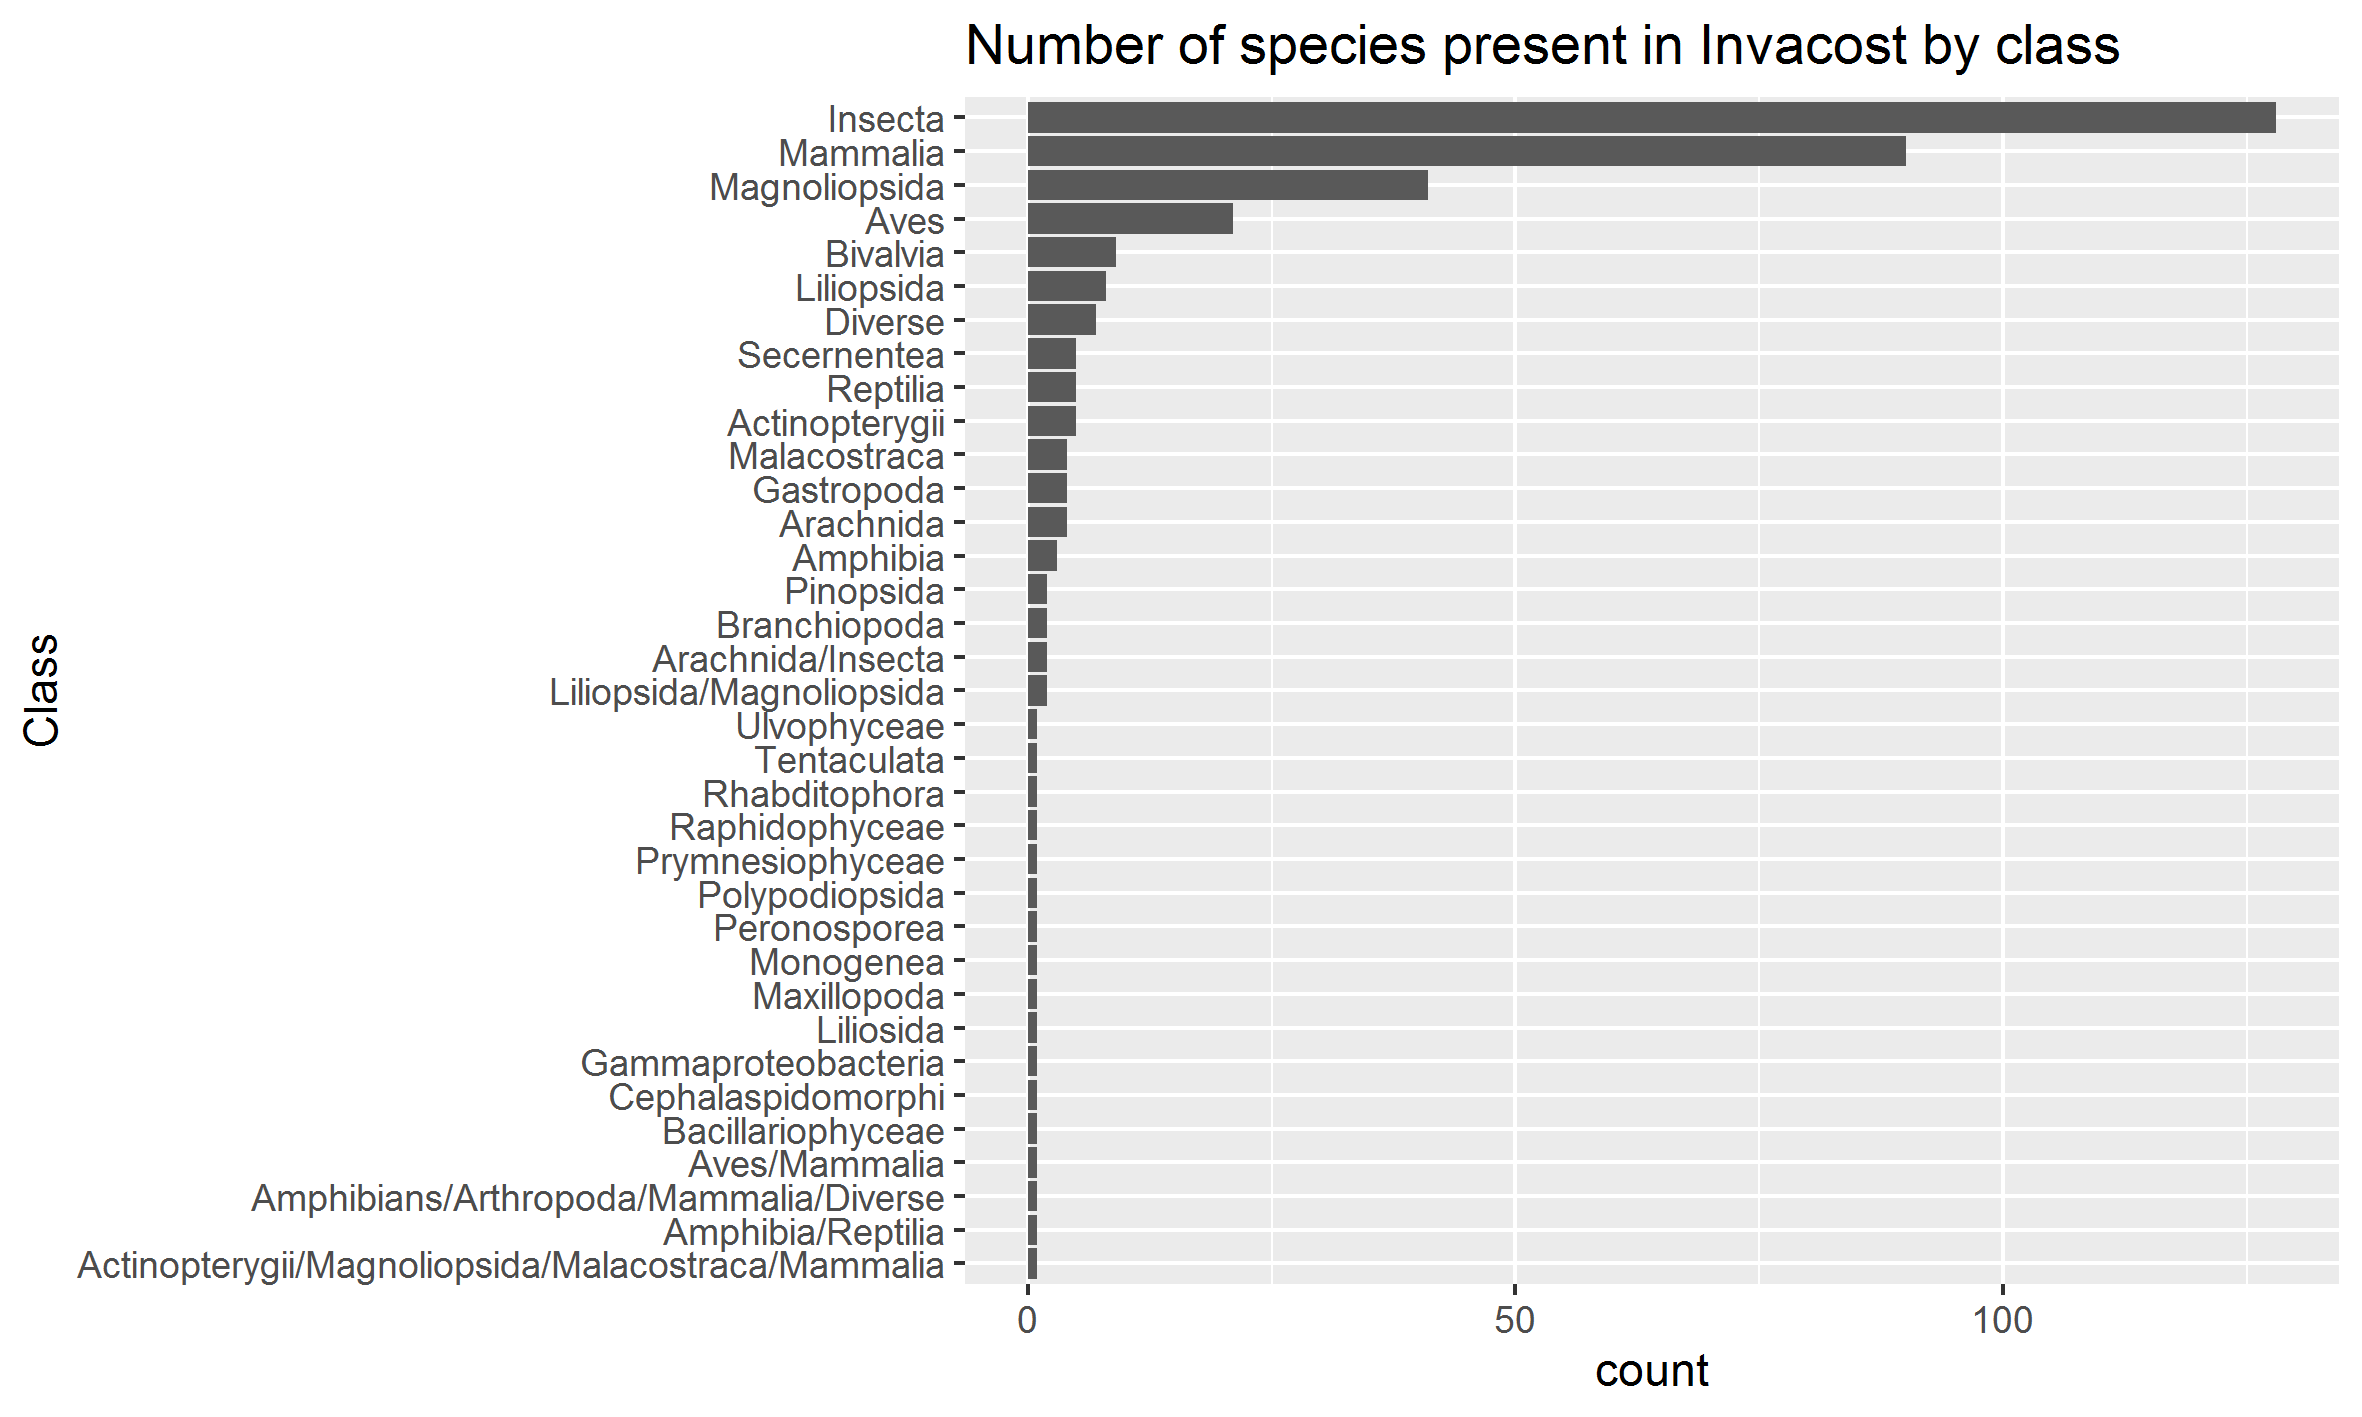 Number of species present in Invacost by class
Insecta
Mammalia
Magnoliopsida
Aves
Bivalvia
Liliopsida
Diverse
Secernentea
Reptilia
Actinopterygii
Malacostraca
Gastropoda
Arachnida
Amphibia
Pinopsida
Branchiopoda
Arachnida/Insecta
Liliopsida/Magnoliopsida
Ulvophyceae
Tentaculata
Rhabditophora
Raphidophyceae
Prymnesiophyceae
Polypodiopsida
Peronosporea
Monogenea
Maxillopoda
Liliosida
Gammaproteobacteria
Cephalaspidomorphi
Bacillariophyceae
Aves/Mammalia
Amphibians/Arthropoda/Mammalia/Diverse
Amphibia/Reptilia
Actinopterygii/Magnoliopsida/Malacostraca/Mammalia
Class
0 50 100
count